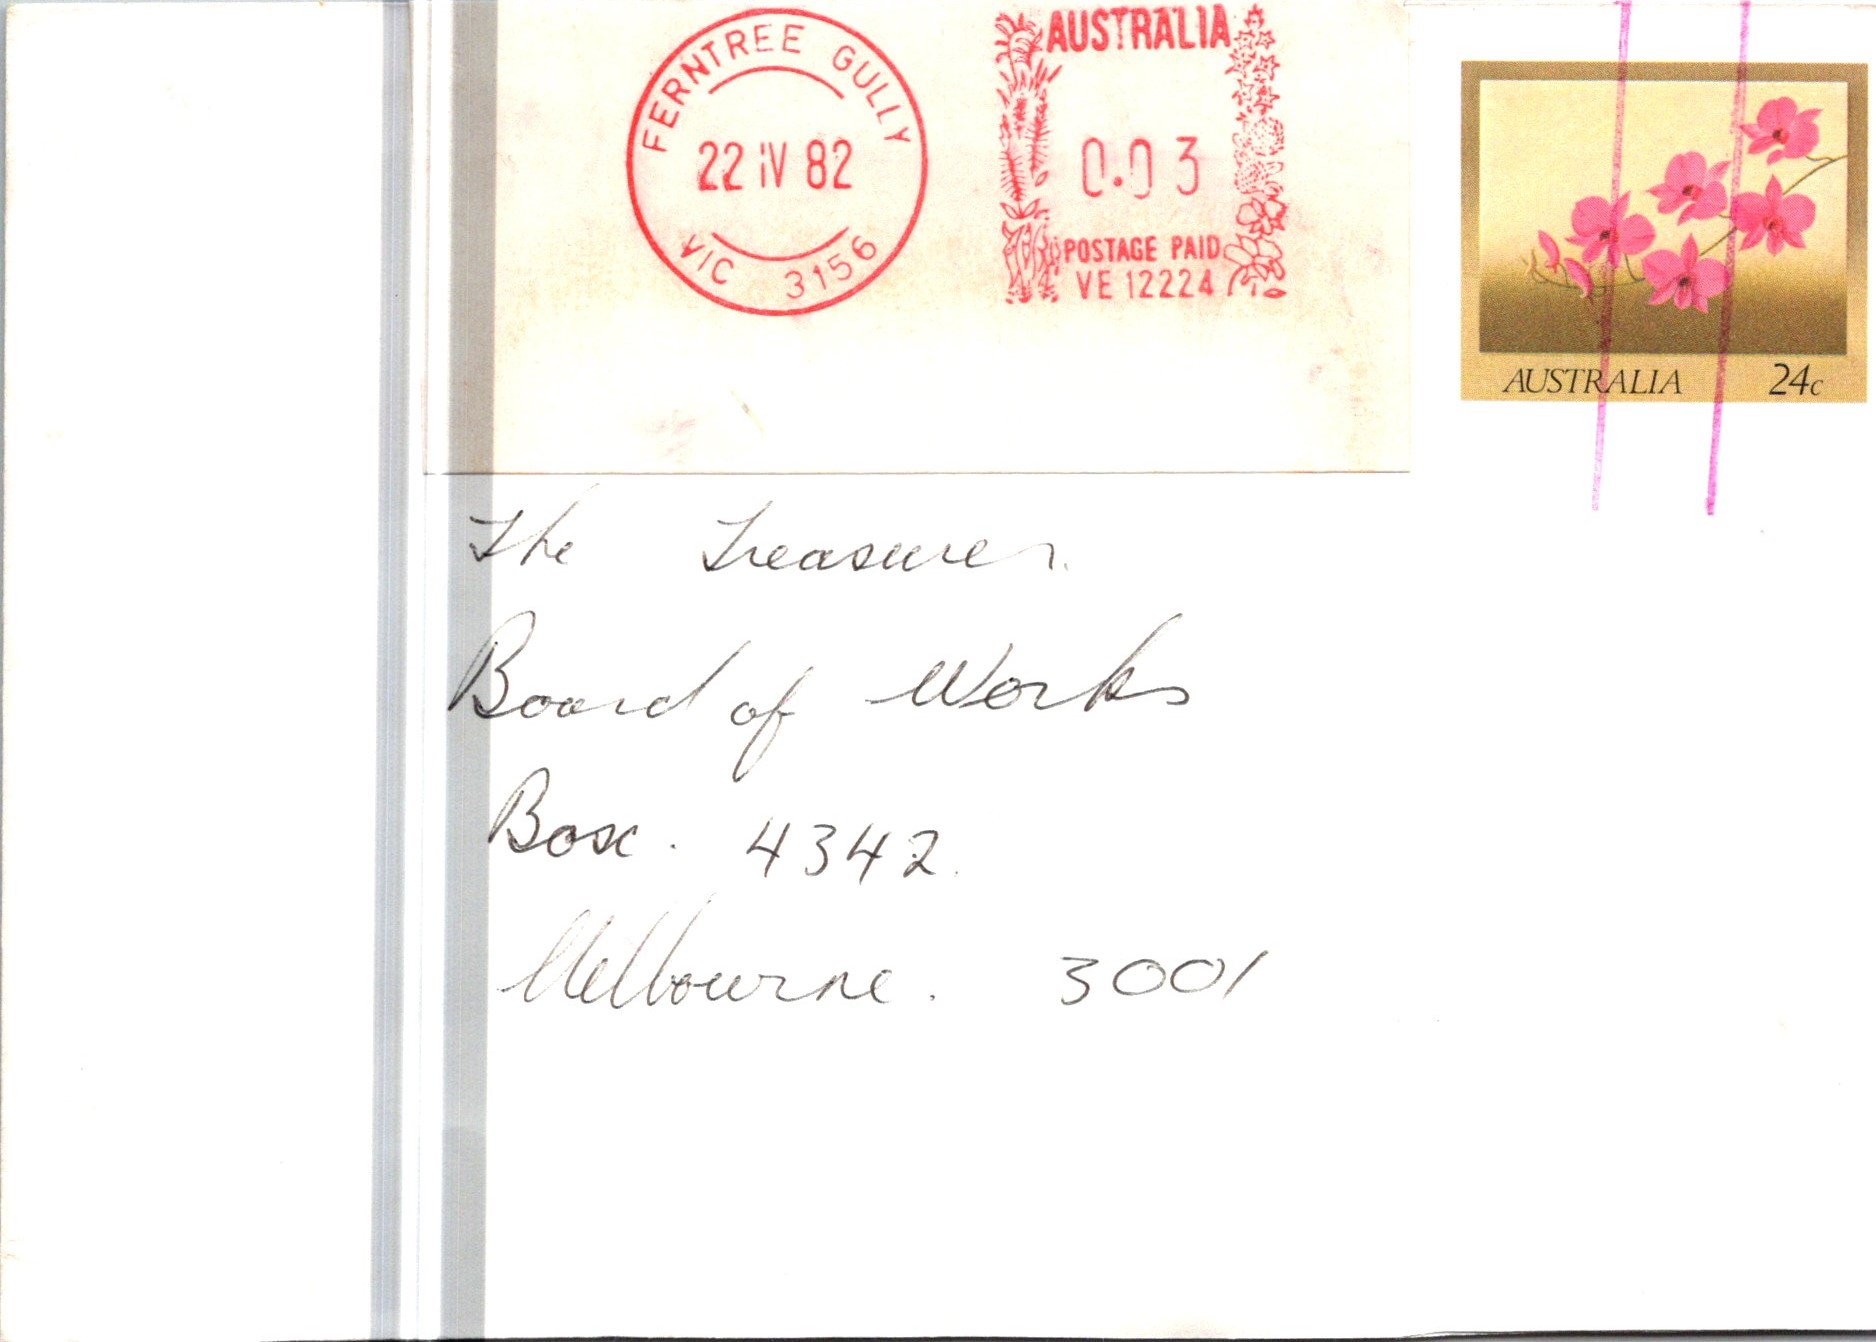 FERNTREE GULLY
22 IV 82
VIC 3156
AUSTRALIA
0.03
POSTAGE PAID
VE 12224
AUSTRALIA 24c
The Treasurer.
Board of Works
Box. 4342.
Melbourne. 3001